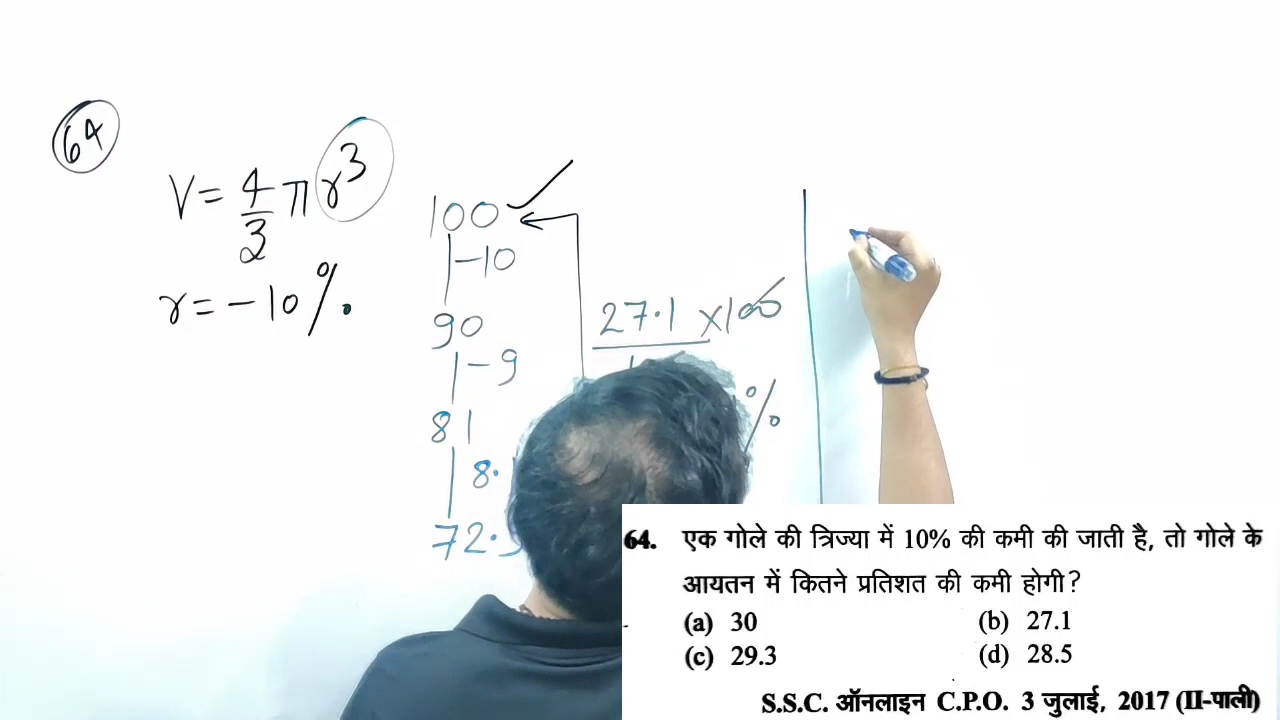 64
V = 4/3 π r³
r = -10%.
100
-10
90
-9
81
8.
72.
27.1 × 100
%
64. एक गोले की त्रिज्या में 10% की कमी की जाती है, तो गोले के
आयतन में कितने प्रतिशत की कमी होगी?
(a) 30 (b) 27.1
(c) 29.3 (d) 28.5
S.S.C. ऑनलाइन C.P.O. 3 जुलाई, 2017 (II-पाली)